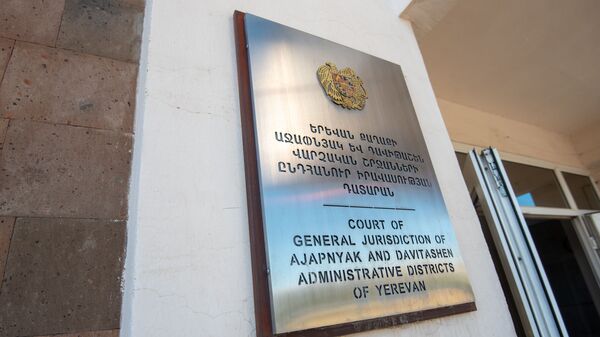 ԵՐԵՎԱՆ ՔԱՂԱՔԻ
ԱՋԱՓՆՅԱԿ ԵՎ ԴԱՎԻԹԱՇԵՆ
ՎԱՐՉԱԿԱՆ ՇՐՋԱՆՆԵՐԻ
ԸՆԴՀԱՆՈՒՐ ԻՐԱՎԱՍՈՒԹՅԱՆ
ԴԱՏԱՐԱՆ
COURT OF
GENERAL JURISDICTION OF
AJAPNYAK AND DAVITASHEN
ADMINISTRATIVE DISTRICTS
OF YEREVAN